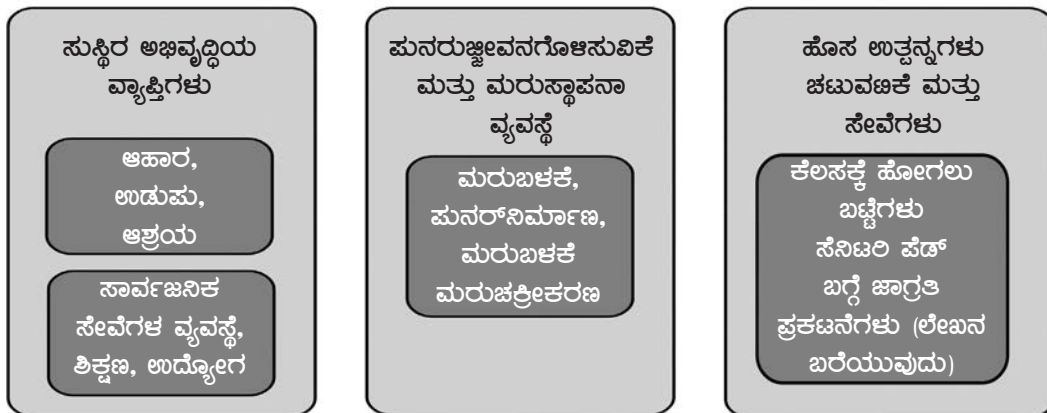 ಸುಸ್ಥಿರ ಅಭಿವೃದ್ಧಿಯ
ವ್ಯಾಪ್ತಿಗಳು
ಆಹಾರ,
ಉಡುಪು,
ಆಶ್ರಯ
ಸಾರ್ವಜನಿಕ
ಸೇವೆಗಳ ವ್ಯವಸ್ಥೆ,
ಶಿಕ್ಷಣ, ಉದ್ಯೋಗ
ಪುನರುಜ್ಜೀವನಗೊಳಿಸುವಿಕೆ
ಮತ್ತು ಮರುಸ್ಥಾಪನಾ
ವ್ಯವಸ್ಥೆ
ಮರುಬಳಕೆ,
ಪುನರ್‌ನಿರ್ಮಾಣ,
ಮರುಬಳಕೆ
ಮರುಚಕ್ರೀಕರಣ
ಹೊಸ ಉತ್ಪನ್ನಗಳು
ಚಟುವಣಿಕೆ ಮತ್ತು
ಸೇವೆಗಳು
ಕೆಲಸಕ್ಕೆ ಹೋಗಲು
ಬಟ್ಟೆಗಳು
ಸೆನಿಟರಿ ಪೆಡ್
ಬಗ್ಗೆ ಜಾಗ್ರತಿ
ಪ್ರಕಟನೆಗಳು (ಲೇಖನ
ಬರೆಯುವುದು)